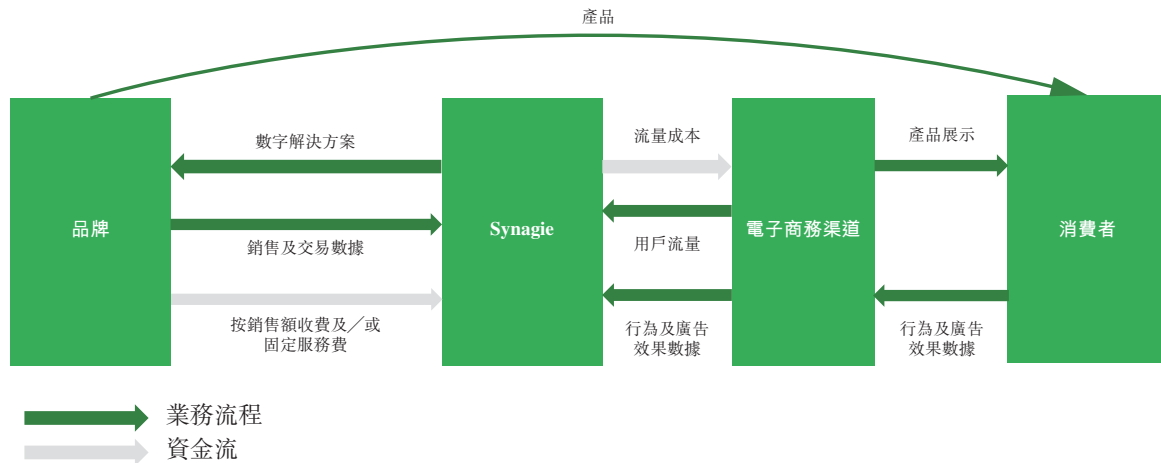 產品
數字解決方案
流量成本
產品展示
品牌
Synagie
電子商務渠道
消費者
銷售及交易數據
用戶流量
按銷售額收費及╱或
固定服務費
行為及廣告
效果數據
行為及廣告
效果數據
業務流程
資金流